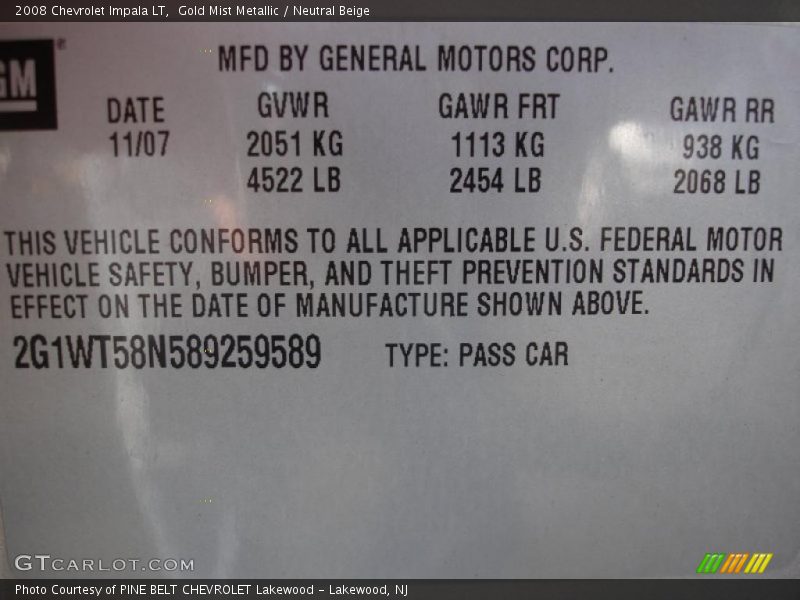 2008 Chevrolet Impala LT,  Gold Mist Metallic / Neutral Beige
GM
MFD BY GENERAL MOTORS CORP.
DATE GVWR GAWR FRT GAWR RR
11/07 2051 KG 1113 KG 938 KG
4522 LB 2454 LB 2068 LB
THIS VEHICLE CONFORMS TO ALL APPLICABLE U.S. FEDERAL MOTOR
VEHICLE SAFETY, BUMPER, AND THEFT PREVENTION STANDARDS IN
EFFECT ON THE DATE OF MANUFACTURE SHOWN ABOVE.
2G1WT58N589259589 TYPE: PASS CAR
GTCARLOT.COM
Photo Courtesy of PINE BELT CHEVROLET Lakewood - Lakewood, NJ